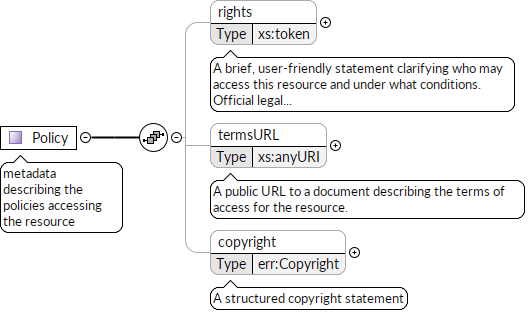 rights
Type xs:token
A brief, user-friendly statement clarifying who may
access this resource and under what conditions.
Official legal...
Policy
metadata
describing the
policies accessing
the resource
termsURL
Type xs:anyURI
A public URL to a document describing the terms of
access for the resource.
copyright
Type err:Copyright
A structured copyright statement